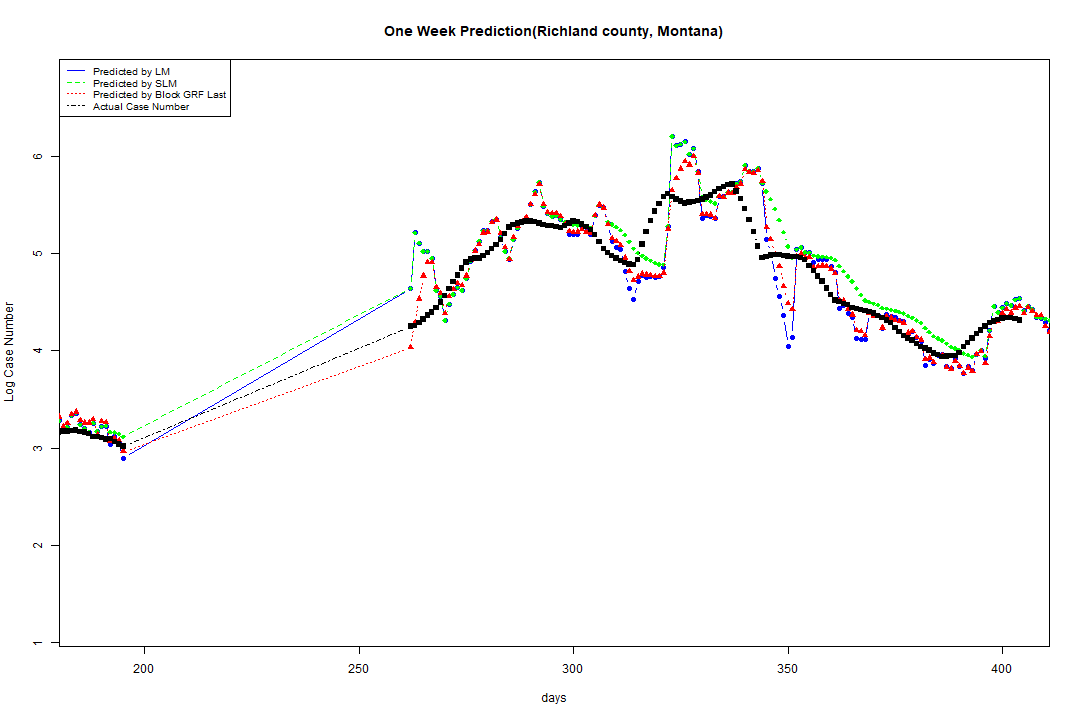 One Week Prediction(Richland county, Montana)
Predicted by LM
Predicted by SLM
Predicted by Block GRF Last
Actual Case Number
6
5
4
3
2
1
Log Case Number
200 250 300 350 400
days